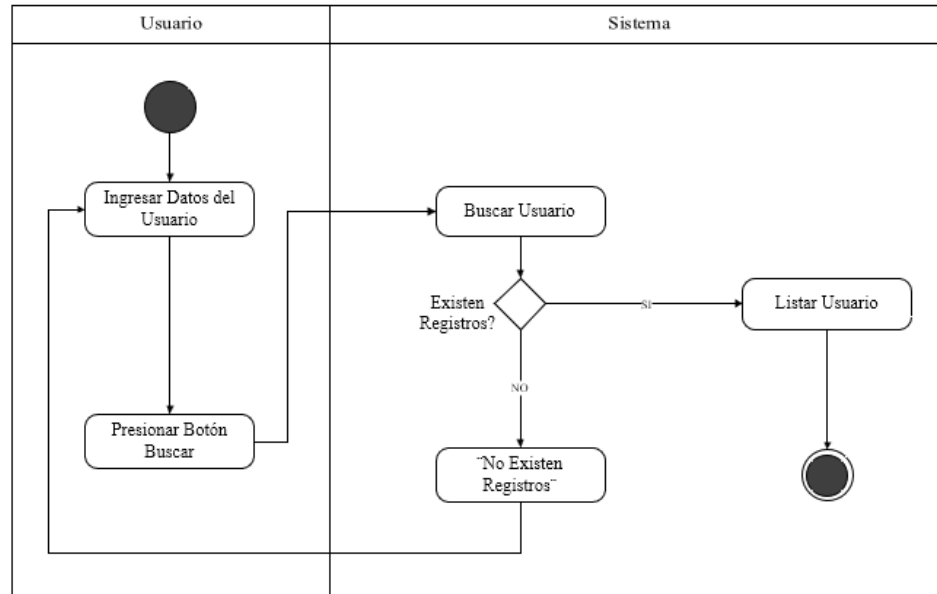 Usuario
Sistema
Ingresar Datos del
Usuario
Buscar Usuario
Existen
Registros?
SI
Listar Usuario
NO
Presionar Botón
Buscar
¨No Existen
Registros¨